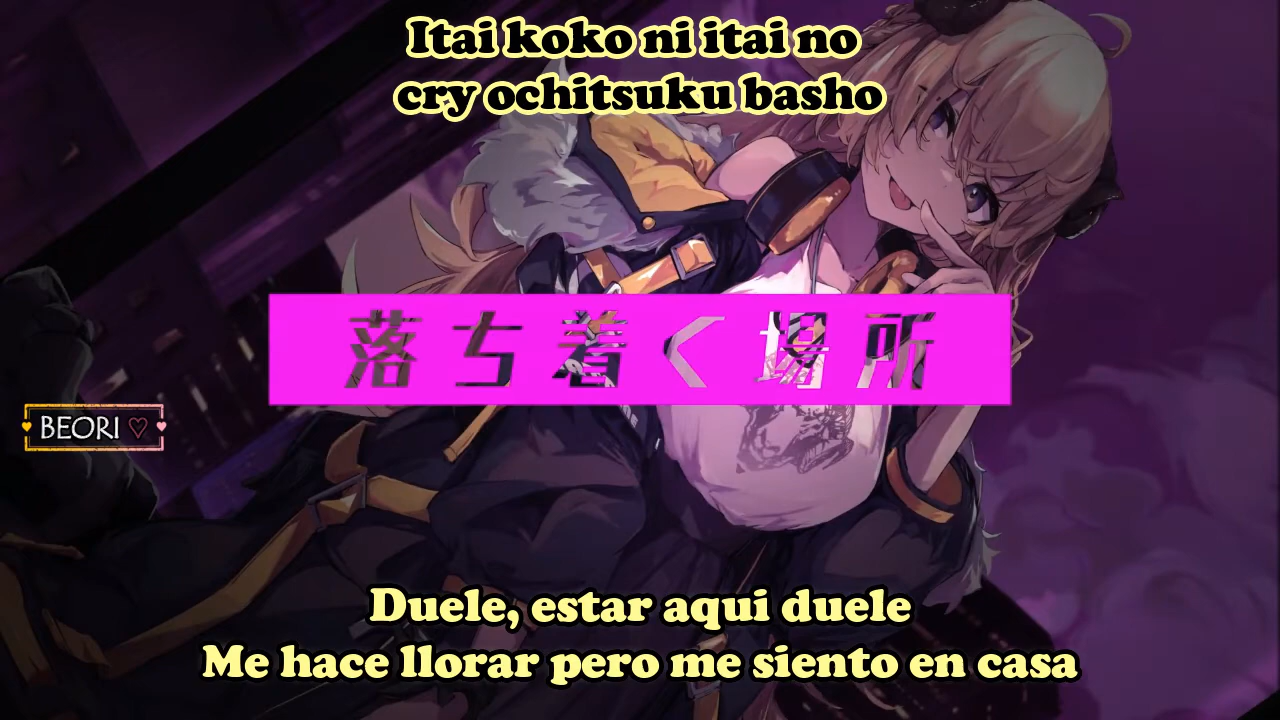 Itai koko ni itai no
cry ochitsuku basho
落ち着く場所
BEORI ♡
Duele, estar aqui duele
Me hace llorar pero me siento en casa